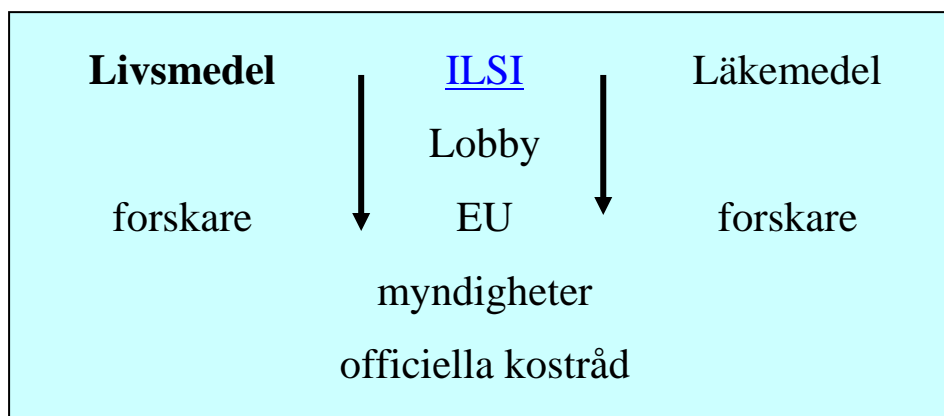 Livsmedel ILSI Läkemedel
Lobby
forskare EU forskare
myndigheter
officiella kostråd